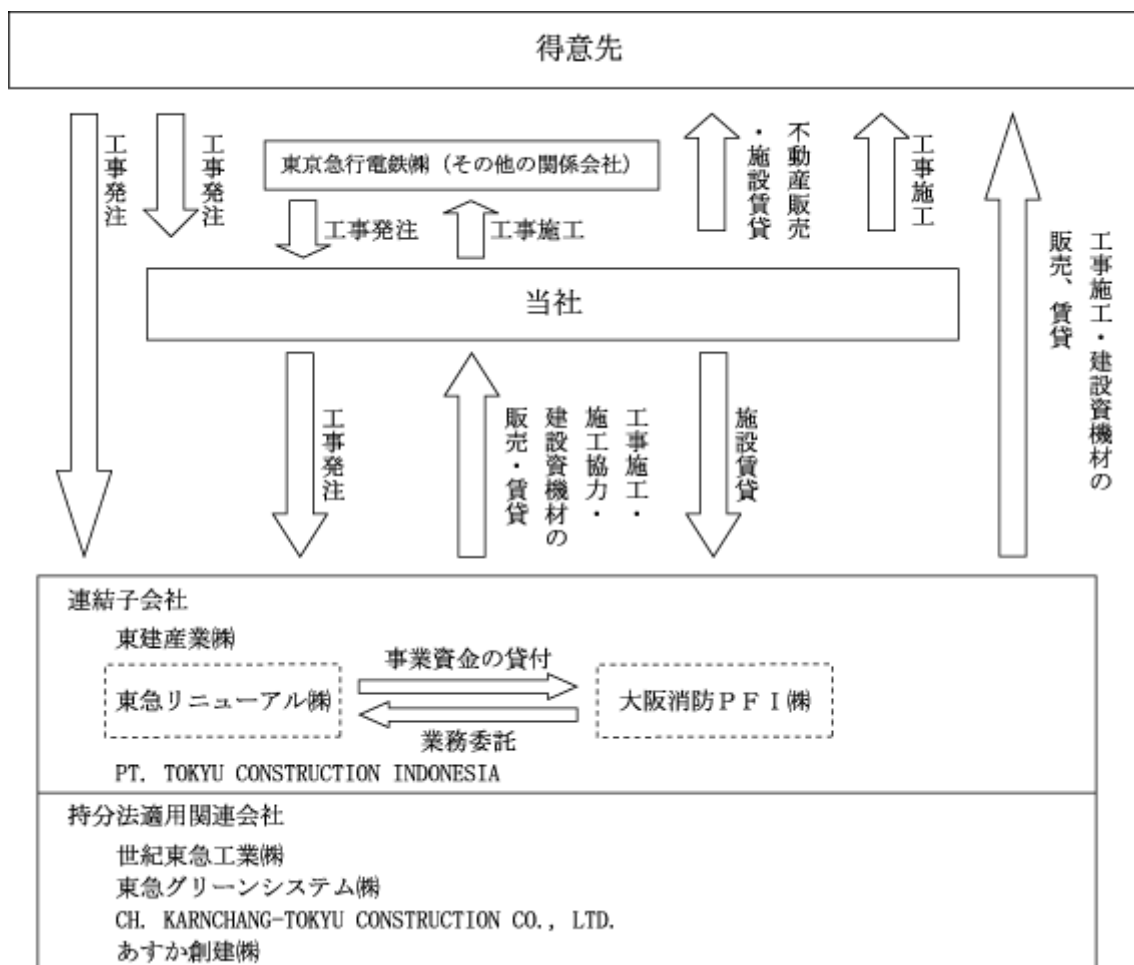 得意先
工事発注
工事発注
東京急行電鉄㈱（その他の関係会社）
不動産販売
・施設賃貸
工事施工
工事発注
工事施工
工事施工・建設資機材の
販売、賃貸
当社
工事発注
工事施工・
施工協力・
建設資機材の
販売・賃貸
施設賃貸
連結子会社
東建産業㈱
事業資金の貸付
東急リニューアル㈱
大阪消防ＰＦＩ㈱
業務委託
PT. TOKYU CONSTRUCTION INDONESIA
持分法適用関連会社
世紀東急工業㈱
東急グリーンシステム㈱
CH. KARNCHANG-TOKYU CONSTRUCTION CO., LTD.
あすか創建㈱